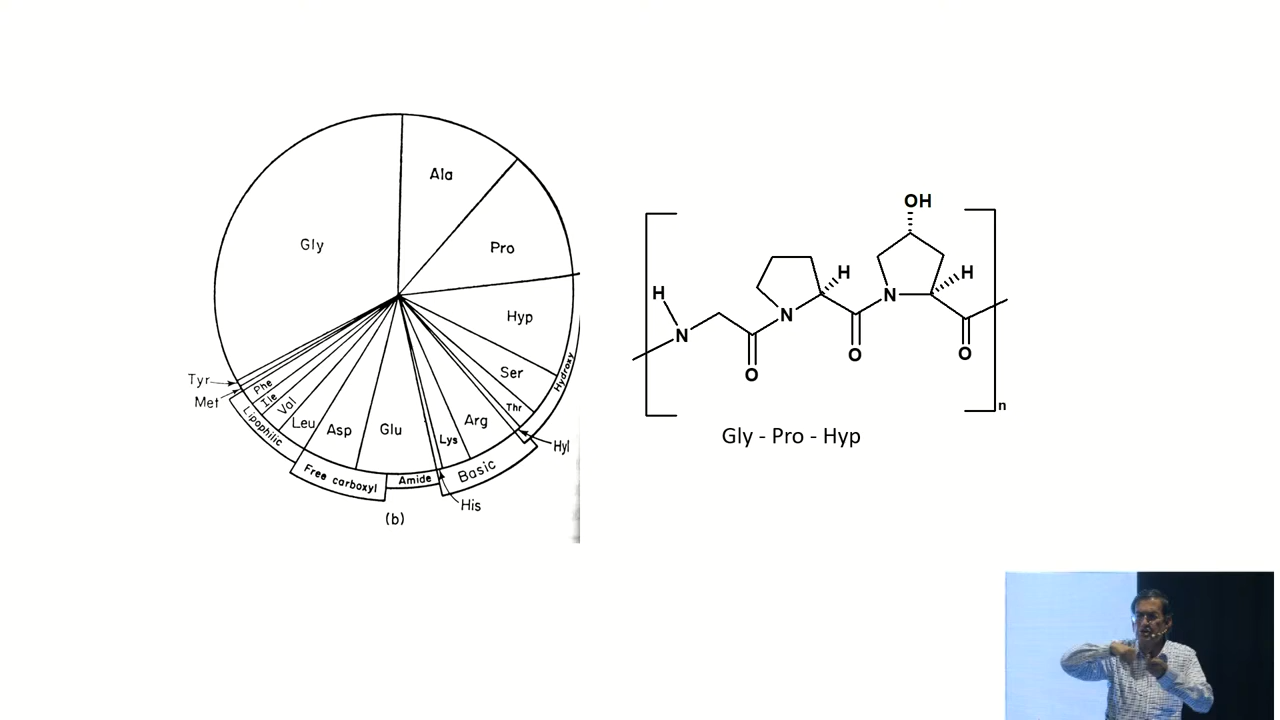 Ala
Gly
Pro
Hyp
Ser
Thr
Hydroxy
Hyl
Arg
Basic
Lys
His
Amide
Glu
Asp
Free carboxyl
Leu
Val
Ile
Phe
Lipophilic
Met
Tyr
(b)
OH
H
H
H
N
N
N
O
O
O
n
Gly - Pro - Hyp